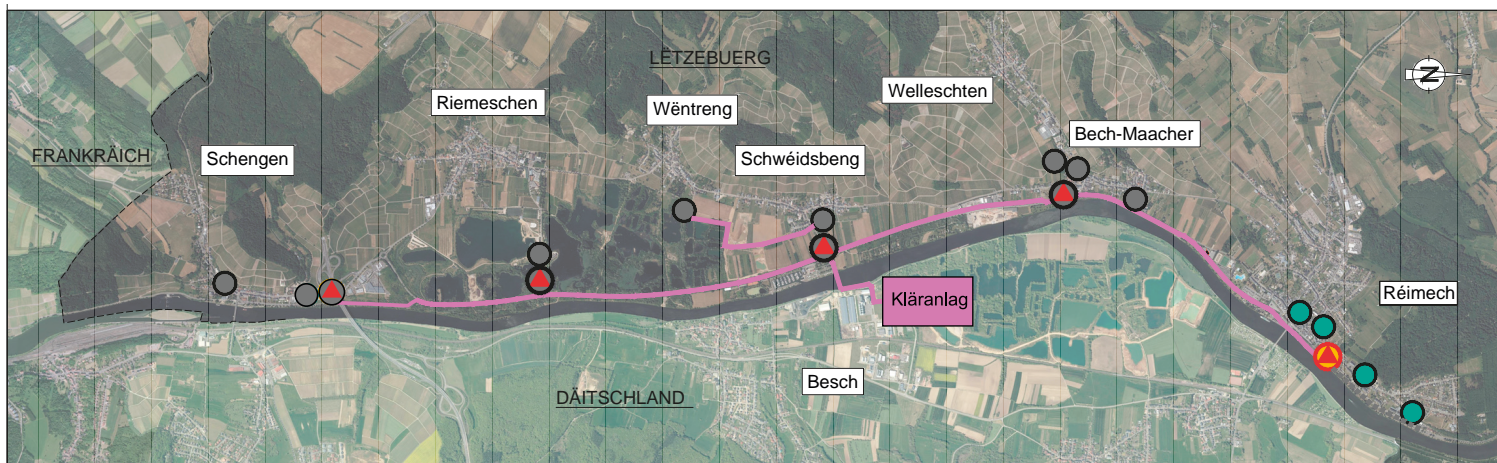 LËTZEBUERG
Riemeschen
Wëntreng
Welleschten
Bech-Maacher
FRANKRÄICH
Schengen
Schwéidsbeng
Kläranlag
Réimech
Besch
DÄITSCHLAND
N